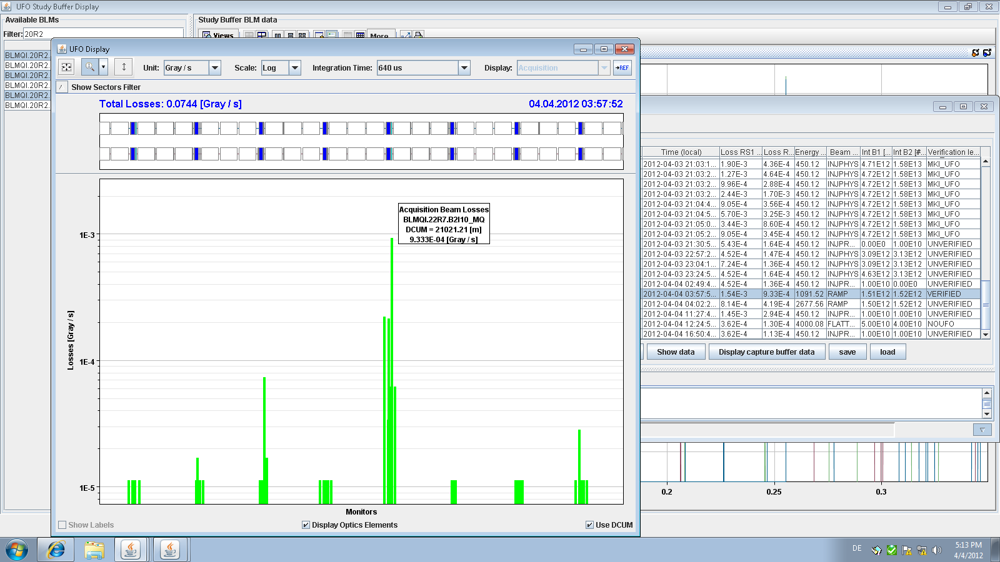 UFO Study Buffer Display
Available BLMs
Filter: 20R2
BLMQI.20R2.
BLMQI.20R2.
BLMQI.20R2.
BLMQI.20R2.
BLMQI.20R2.
BLMQI.20R2.
Study Buffer BLM data
Views
More
UFO Display
Unit: Gray / s
Scale: Log
Integration Time: 640 us
Display: Acquisition
REF
Show Sectors Filter
Total Losses: 0.0744 [Gray / s]
04.04.2012 03:57:52
Acquisition Beam Losses
BLMQI.22R7.B2I10_MQ
DCUM = 21021.21 [m]
9.333E-04 [Gray / s]
1E-3
1E-4
1E-5
Losses [Gray / s]
Monitors
Show Labels
Display Optics Elements
Use DCUM
Time (local) Loss RS1 ... Loss R... Energy ... Beam ... Int B1 [... Int B2 [#... Verification le...
2012-04-03 21:03:1... 1.90E-3 4.36E-4 450.12 INJPHYS 4.71E12 1.58E13 MKI_UFO
2012-04-03 21:03:2... 1.27E-3 4.64E-4 450.12 INJPHYS 4.72E12 1.58E13 MKI_UFO
2012-04-03 21:03:2... 9.96E-4 2.88E-4 450.12 INJPHYS 4.72E12 1.58E13 MKI_UFO
2012-04-03 21:03:2... 2.44E-3 1.70E-3 450.12 INJPHYS 4.72E12 1.58E13 MKI_UFO
2012-04-03 21:04:4... 9.05E-4 3.56E-4 450.12 INJPHYS 4.72E12 1.58E13 MKI_UFO
2012-04-03 21:04:5... 5.70E-3 3.25E-3 450.12 INJPHYS 4.72E12 1.58E13 MKI_UFO
2012-04-03 21:05:0... 3.44E-3 8.60E-4 450.12 INJPHYS 4.72E12 1.58E13 MKI_UFO
2012-04-03 21:05:2... 9.05E-4 3.45E-4 450.12 INJPHYS 4.72E12 1.58E13 MKI_UFO
2012-04-03 21:30:5... 5.43E-4 1.64E-4 450.12 INJPR... 0.00E0 1.00E10 UNVERIFIED
2012-04-03 22:57:2... 4.52E-4 1.47E-4 450.12 INJPHYS 3.09E12 3.13E12 UNVERIFIED
2012-04-03 23:04:1... 7.24E-4 1.36E-4 450.12 INJPHYS 3.09E12 3.13E12 UNVERIFIED
2012-04-03 23:24:5... 4.52E-4 1.64E-4 450.12 INJPHYS 4.63E12 3.13E12 UNVERIFIED
2012-04-04 02:49:4... 4.52E-4 1.36E-4 450.12 INJPR... 1.00E10 0.00E0 UNVERIFIED
2012-04-04 03:57:5... 1.54E-3 9.33E-4 1091.52 RAMP 1.51E12 1.52E12 VERIFIED
2012-04-04 04:02:2... 8.14E-4 4.19E-4 2677.56 RAMP 1.50E12 1.52E12 UNVERIFIED
2012-04-04 11:27:4... 1.45E-3 2.94E-4 450.12 INJPR... 1.00E10 1.00E10 UNVERIFIED
2012-04-04 12:24:5... 3.62E-4 1.30E-4 4000.08 FLATT... 5.00E10 4.00E10 NOUFO
2012-04-04 16:50:4... 3.62E-4 1.13E-4 450.12 INJPR... 1.00E10 1.00E10 UNVERIFIED
Show data
Display capture buffer data
save
load
0.2 0.25 0.3
DE
5:13 PM
4/4/2012